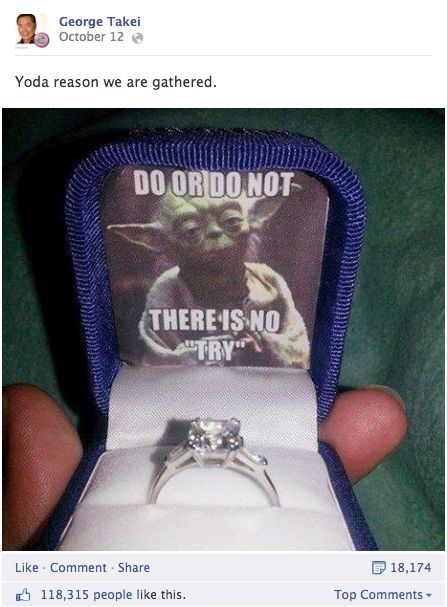 George Takei
October 12
Yoda reason we are gathered.
DO OR DO NOT
THERE IS NO
"TRY"
Like · Comment · Share
18,174
118,315 people like this.
Top Comments